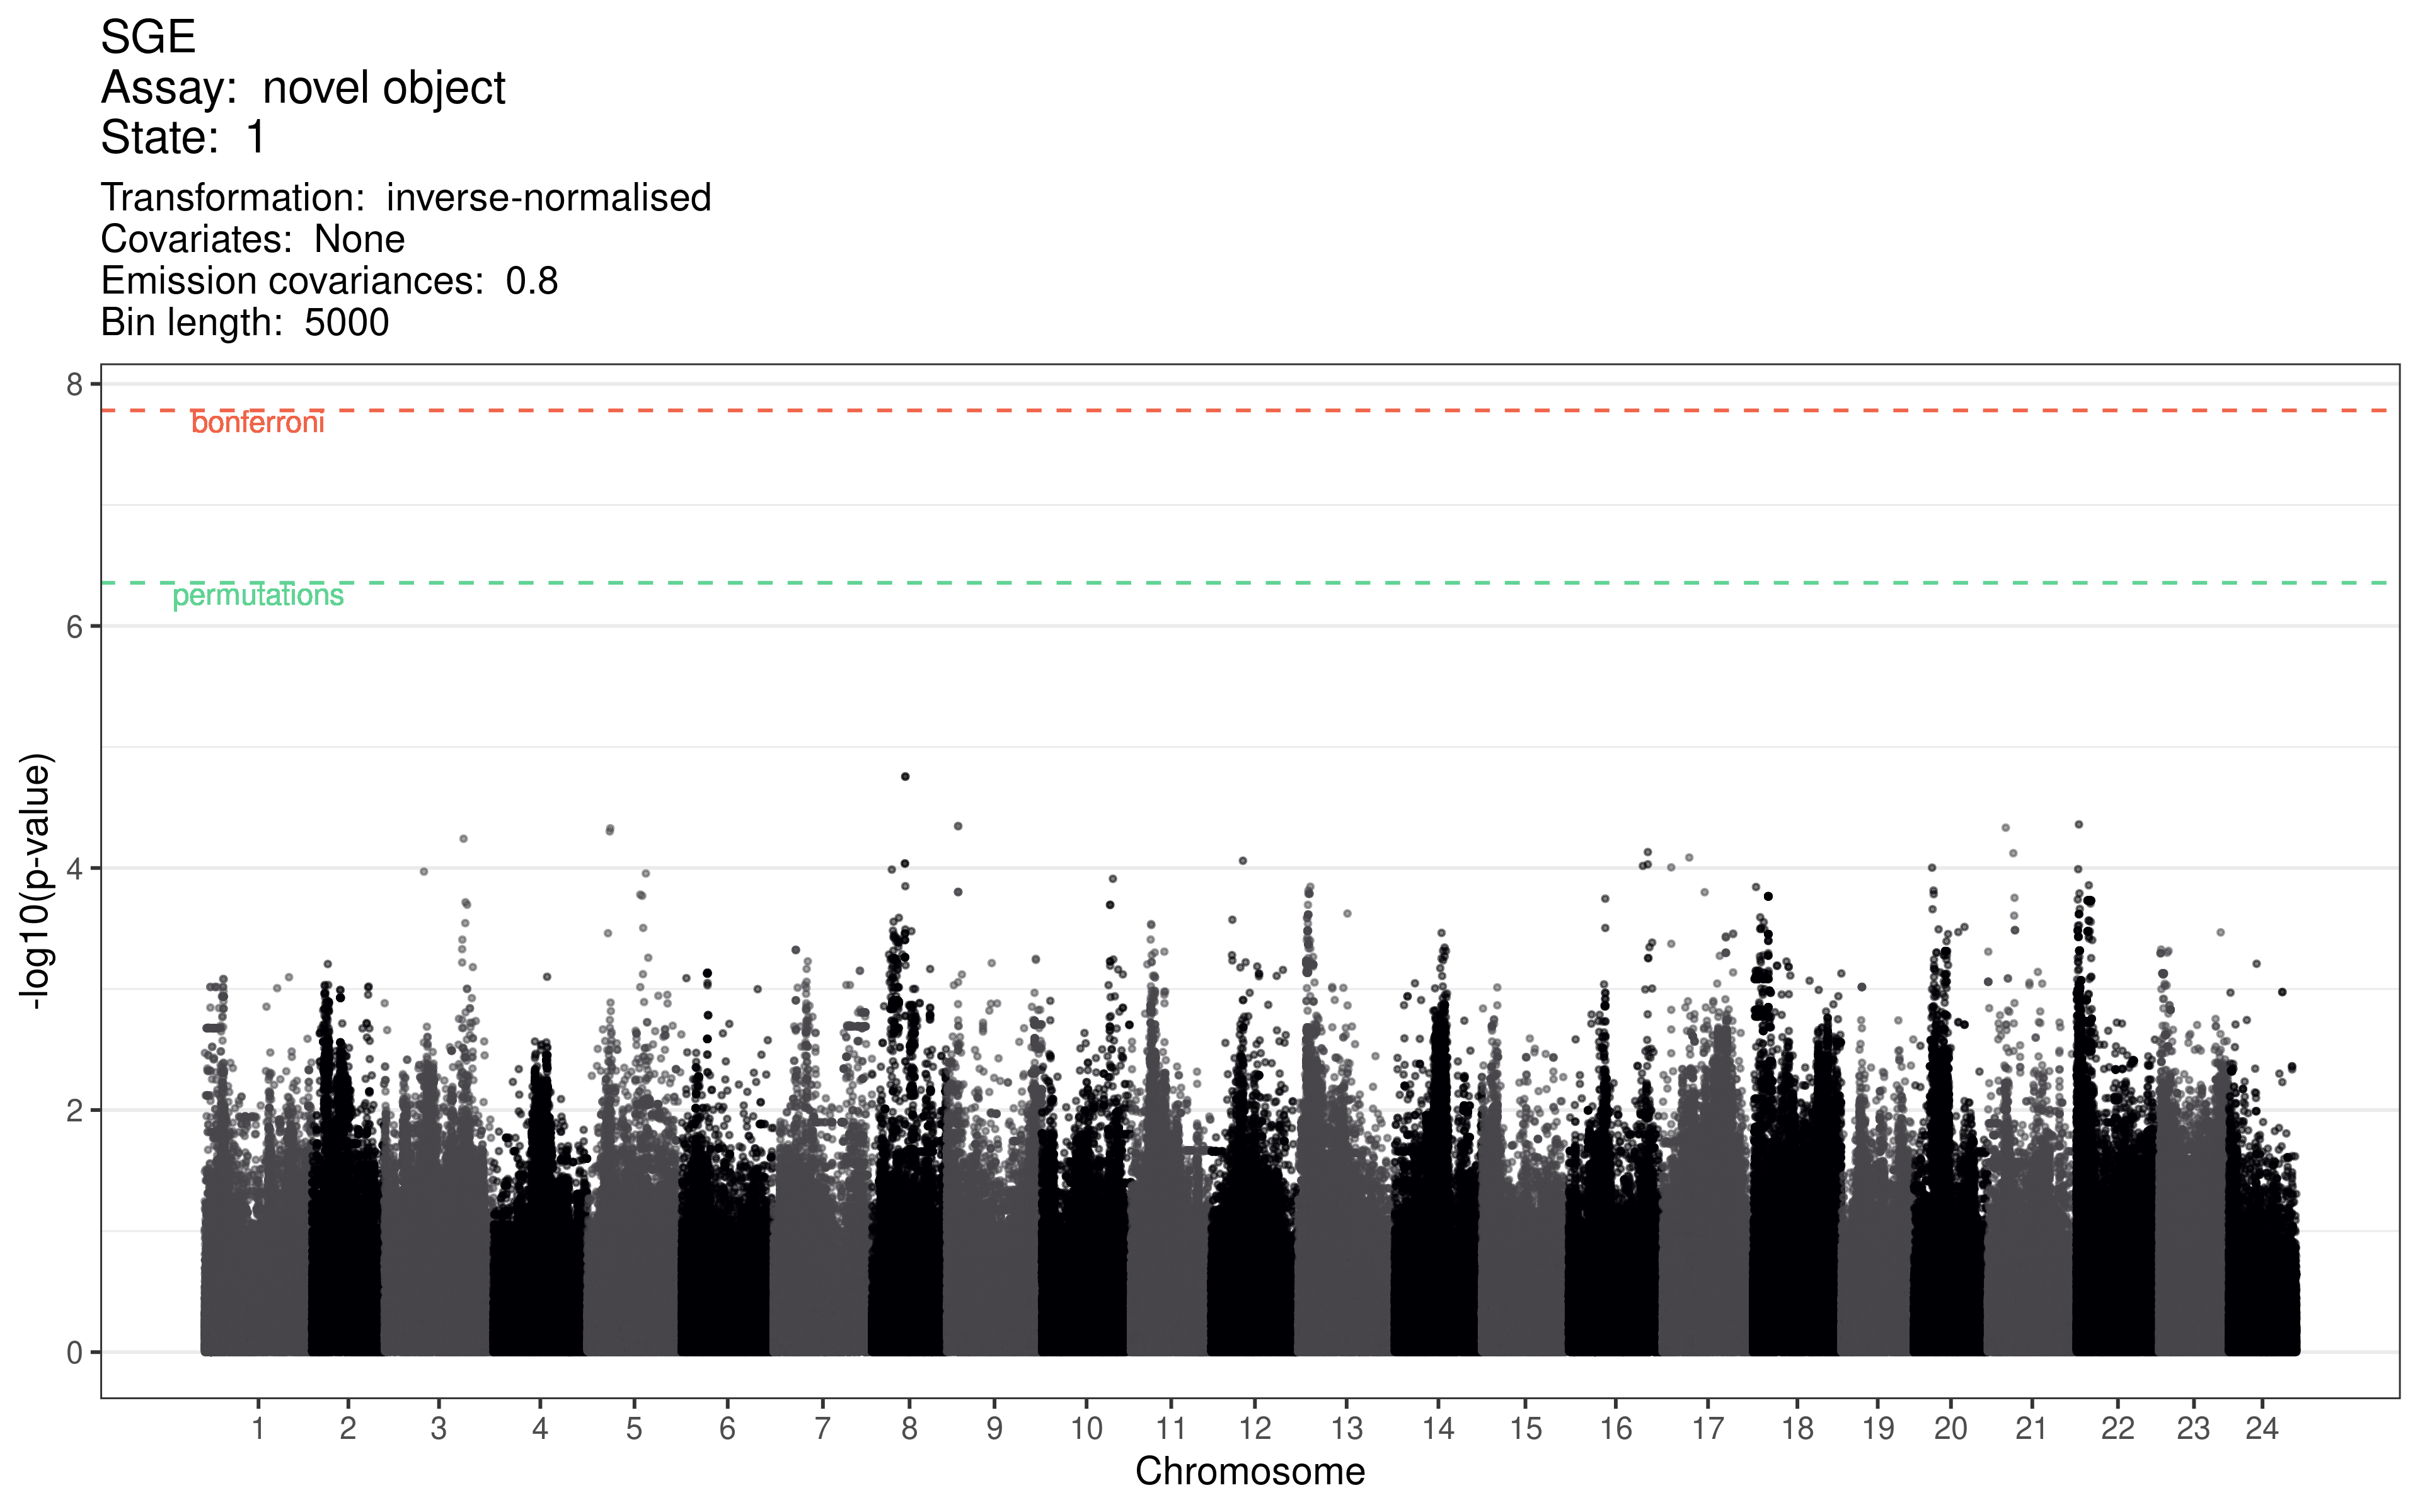 SGE
Assay: novel object
State: 1
Transformation: inverse-normalised
Covariates: None
Emission covariances: 0.8
Bin length: 5000
8
bonferroni
permutations
6
4
2
0
-log10(p-value)
1 2 3 4 5 6 7 8 9 10 11 12 13 14 15 16 17 18 19 20 21 22 23 24
Chromosome